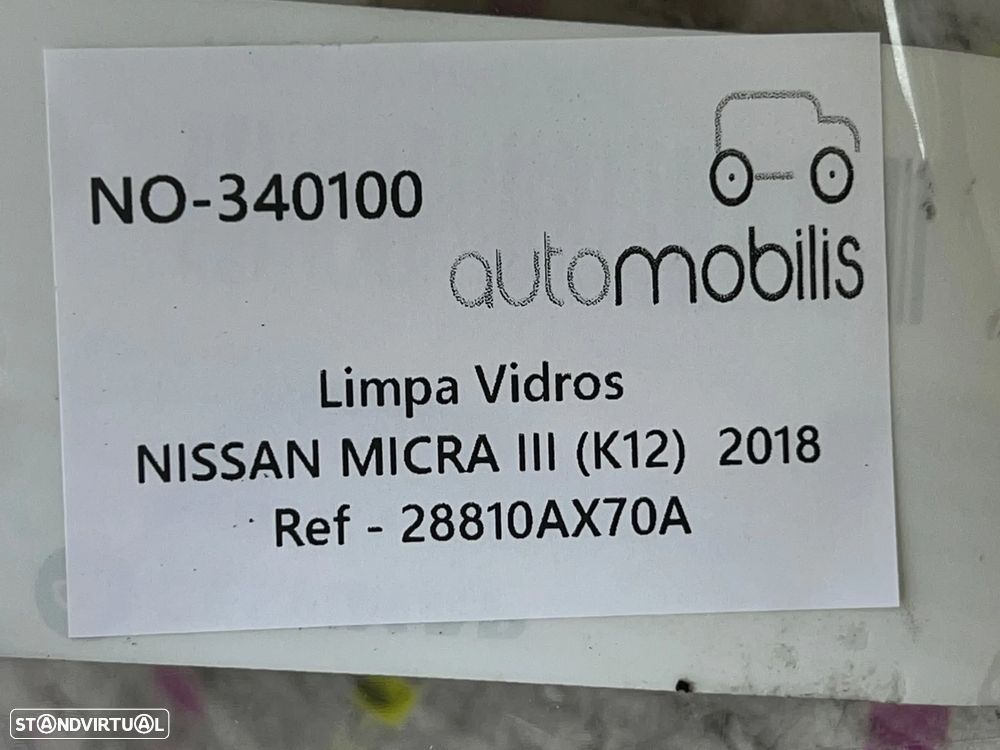 NO-340100
automobilis
Limpa Vidros
NISSAN MICRA III (K12) 2018
Ref - 28810AX70A
STANDVIRTUAL